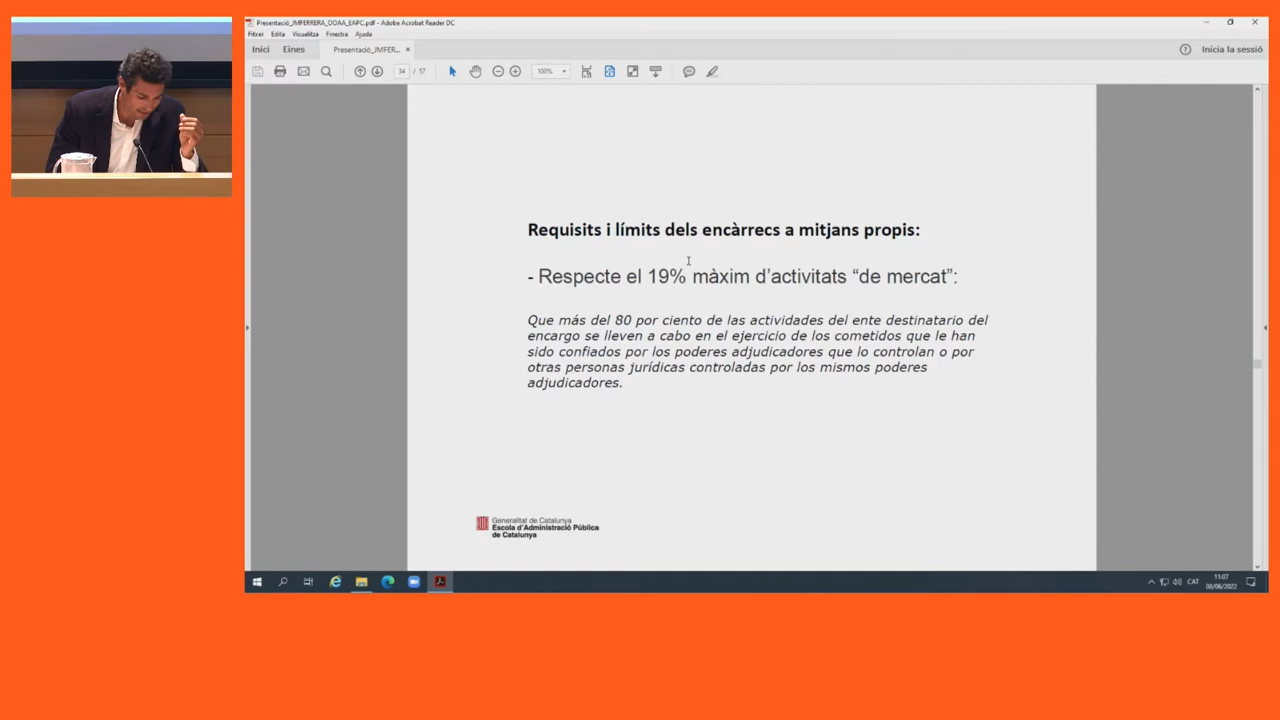 Presentació_JMFERRERA_OOAA_EAPC.pdf - Adobe Acrobat Reader DC
Fitxer Edita Visualitza Finestra Ajuda
Inici Eines Presentació_JMFER... × Inicia la sessió
34 / 57 100%
Requisits i límits dels encàrrecs a mitjans propis:
- Respecte el 19% màxim d’activitats “de mercat”:
Que más del 80 por ciento de las actividades del ente destinatario del
encargo se lleven a cabo en el ejercicio de los cometidos que le han
sido confiados por los poderes adjudicadores que lo controlan o por
otras personas jurídicas controladas por los mismos poderes
adjudicadores.
Generalitat de Catalunya
Escola d'Administració Pública
de Catalunya
CAT 11:07
08/06/2022